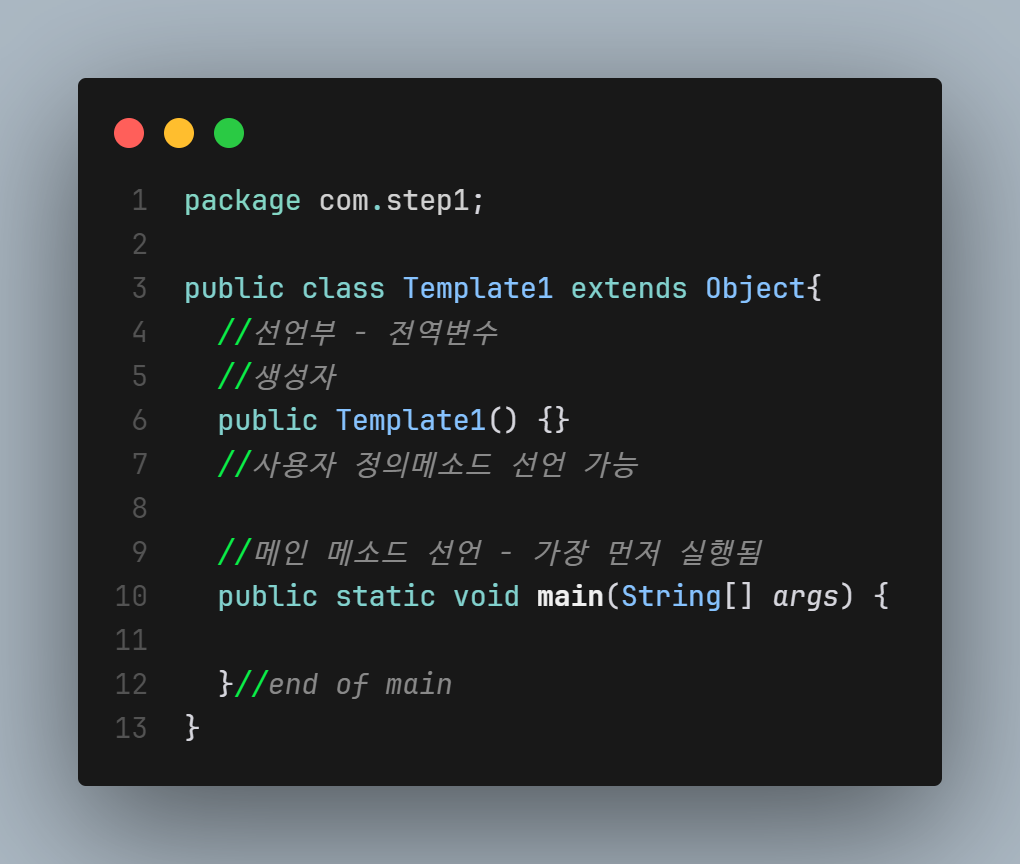 1 package com.step1;
2
3 public class Template1 extends Object{
4   //선언부 - 전역변수
5   //생성자
6   public Template1() {}
7   //사용자 정의메소드 선언 가능
8
9   //메인 메소드 선언 - 가장 먼저 실행됨
10   public static void main(String[] args) {
11
12   }//end of main
13 }